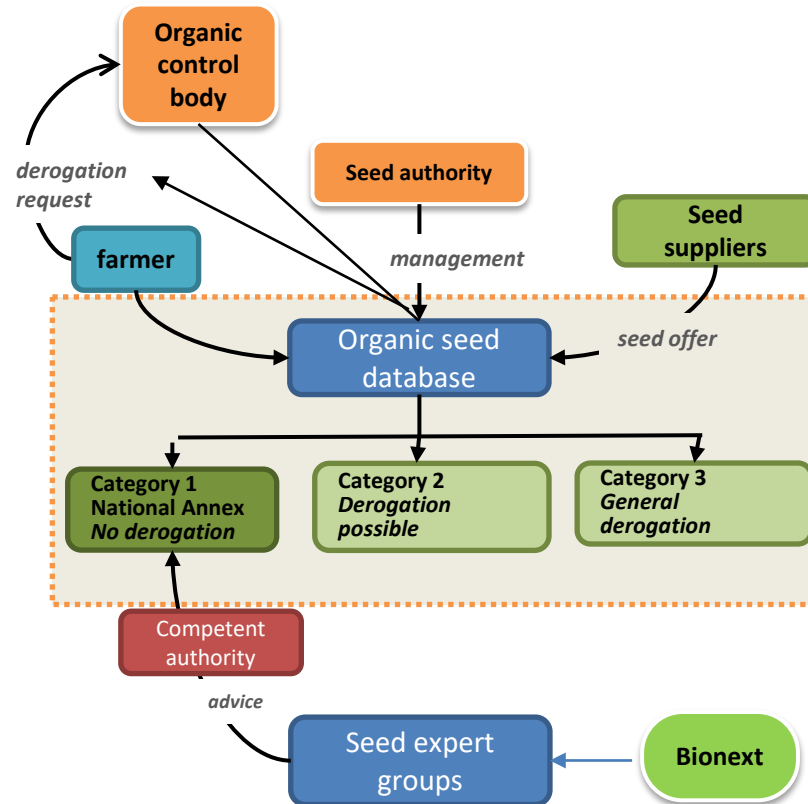 Organic
control
body
derogation
request
Seed authority
Seed
suppliers
farmer
management
seed offer
Organic seed
database
Category 1
National Annex
No derogation
Category 2
Derogation
possible
Category 3
General
derogation
Competent
authority
advice
Seed expert
groups
Bionext